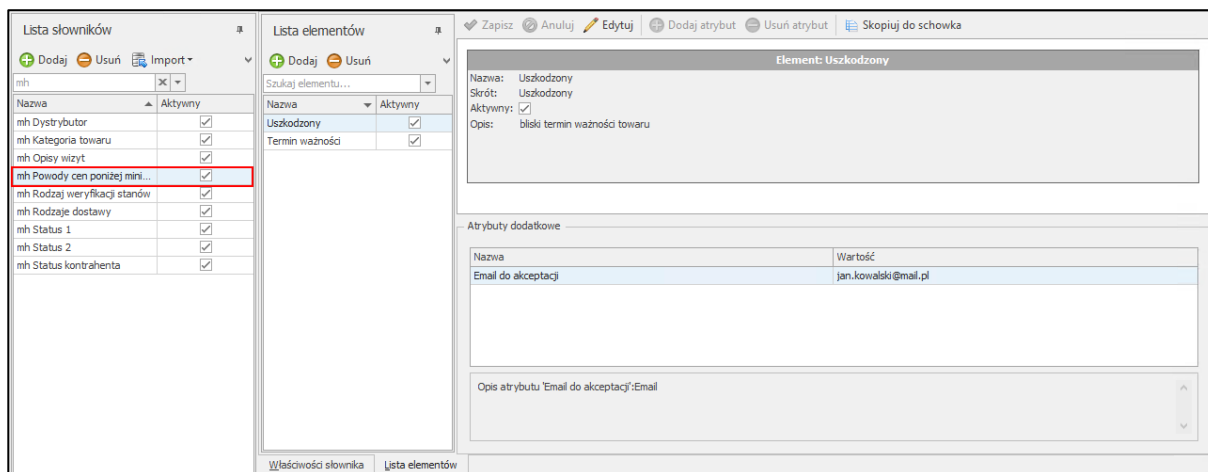 Lista słowników
Dodaj Usuń Import
mh
Nazwa Aktywny
mh Dystrybutor
mh Kategoria towaru
mh Opisy wizyt
mh Powody cen poniżej mini...
mh Rodzaj weryfikacji stanów
mh Rodzaje dostawy
mh Status 1
mh Status 2
mh Status kontrahenta
Lista elementów
Dodaj Usuń
Szukaj elementu...
Nazwa Aktywny
Uszkodzony
Termin ważności
Właściwości słownika Lista elementów
Zapisz Anuluj Edytuj Dodaj atrybut Usuń atrybut Skopiuj do schowka
Element: Uszkodzony
Nazwa: Uszkodzony
Skrót: Uszkodzony
Aktywny:
Opis: bliski termin ważności towaru
Atrybuty dodatkowe
Nazwa Wartość
Email do akceptacji jan.kowalski@mail.pl
Opis atrybutu 'Email do akceptacji':Email